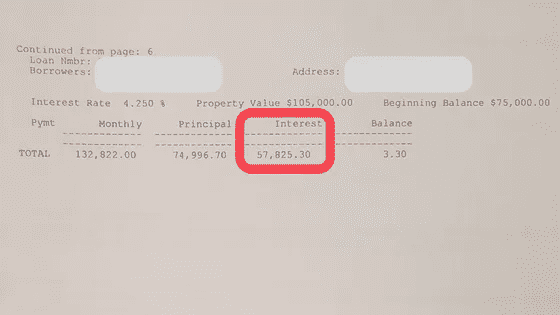 Continued from page: 6
Loan Nmbr:
Borrowers: Address:
Interest Rate 4.250 % Property Value $105,000.00 Beginning Balance $75,000.00
Pymt Monthly Principal Interest Balance
TOTAL 132,822.00 74,996.70 57,825.30 3.30